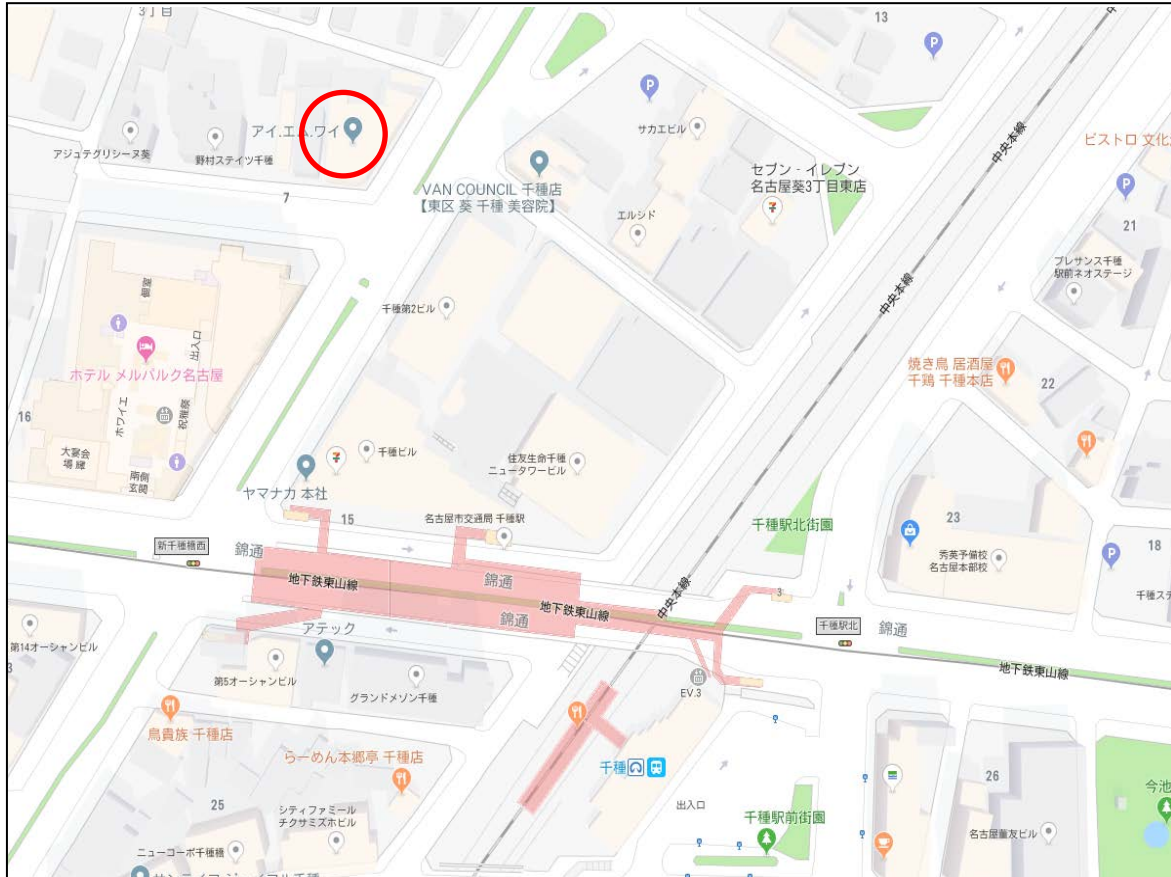 3丁目
13
中
アイ.エム.ワイ
アジュテグリシーヌ葵
野村ステイツ千種
サカエビル
中央本線
ビストロ 文化
7
VAN COUNCIL 千種店
【東区 葵 千種 美容院】
セブン‐イレブン
名古屋葵3丁目東店
エルシド
21
プレサンス千種
駅前ネオステージ
個室
千種第2ビル
中央本線
出入口
ホテル メルパルク名古屋
焼き鳥 居酒屋
千鶏 千種本店
22
16
ホワイエ
祝雅殿
大宴会
場 輝
南側
玄関
千種ビル
住友生命千種
ニュータワービル
ヤマナカ 本社
15
名古屋市交通局 千種駅
千種駅北街園
23
秀英予備校
名古屋本部校
18
新千種橋西
錦通
地下鉄東山線
錦通
錦通
地下鉄東山線
中央本線
3
千種駅北
錦通
千種ステ
地下鉄東山線
第14オーシャンビル
3
アテック
第5オーシャンビル
グランドメゾン千種
EV.3
鳥貴族 千種店
らーめん本郷亭 千種店
千種
25
シティファミール
チクサミズホビル
出入口
千種駅前街園
26
今池
名古屋董友ビル
ニューコーポ千種橋